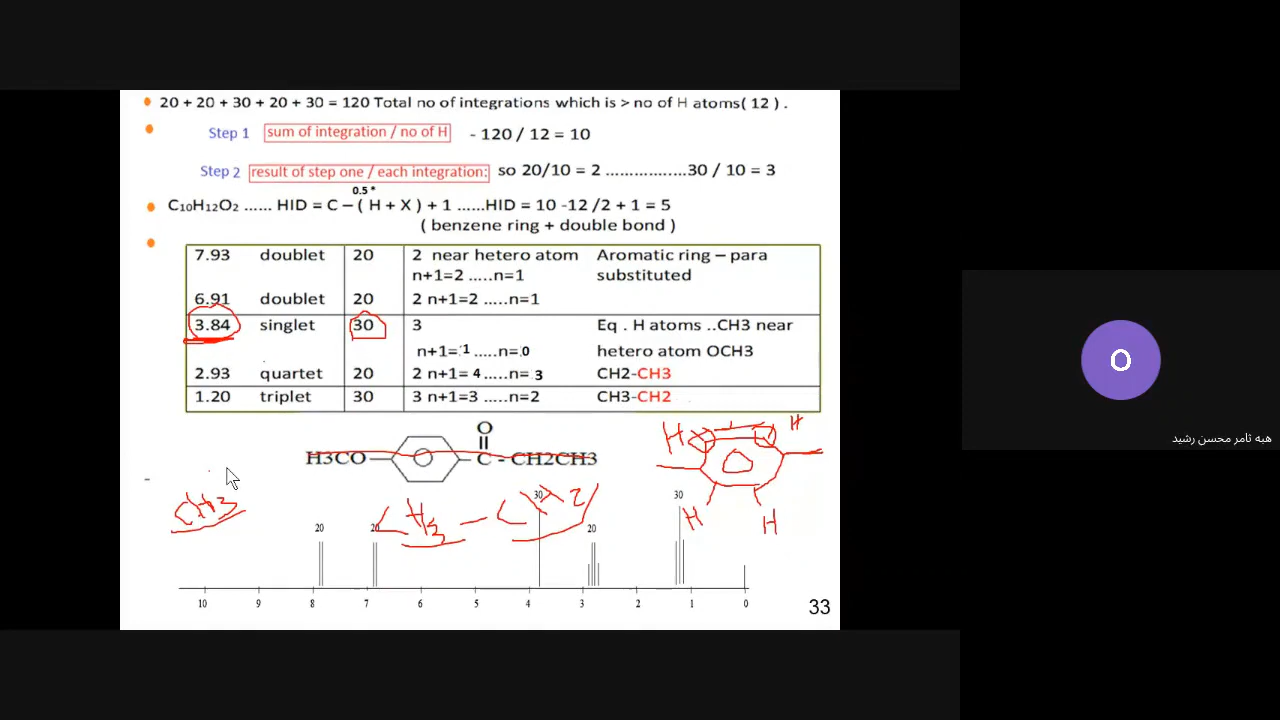 20 + 20 + 30 + 20 + 30 = 120 Total no of integrations which is > no of H atoms( 12 ) .
Step 1 sum of integration / no of H - 120 / 12 = 10
Step 2 result of step one / each integration: so 20/10 = 2 .................30 / 10 = 3
0.5 *
C10H12O2 ...... HID = C – ( H + X ) + 1 ......HID = 10 -12 /2 + 1 = 5
( benzene ring + double bond )
7.93 doublet 20 2 near hetero atom Aromatic ring – para
n+1=2 .....n=1 substituted
6.91 doublet 20 2 n+1=2 .....n=1
3.84 singlet 30 3 Eq . H atoms ..CH3 near
n+1= 1 .....n= 0 hetero atom OCH3
2.93 quartet 20 2 n+1= 4 .....n= 3 CH2-CH3
1.20 triplet 30 3 n+1=3 .....n=2 CH3-CH2
O
H3CO C - CH2CH3
H H
H H
CH3
CH3 - CH2
20 20 30 20 30
10 9 8 7 6 5 4 3 2 1 0
33
O
هبه ثامر محسن رشيد